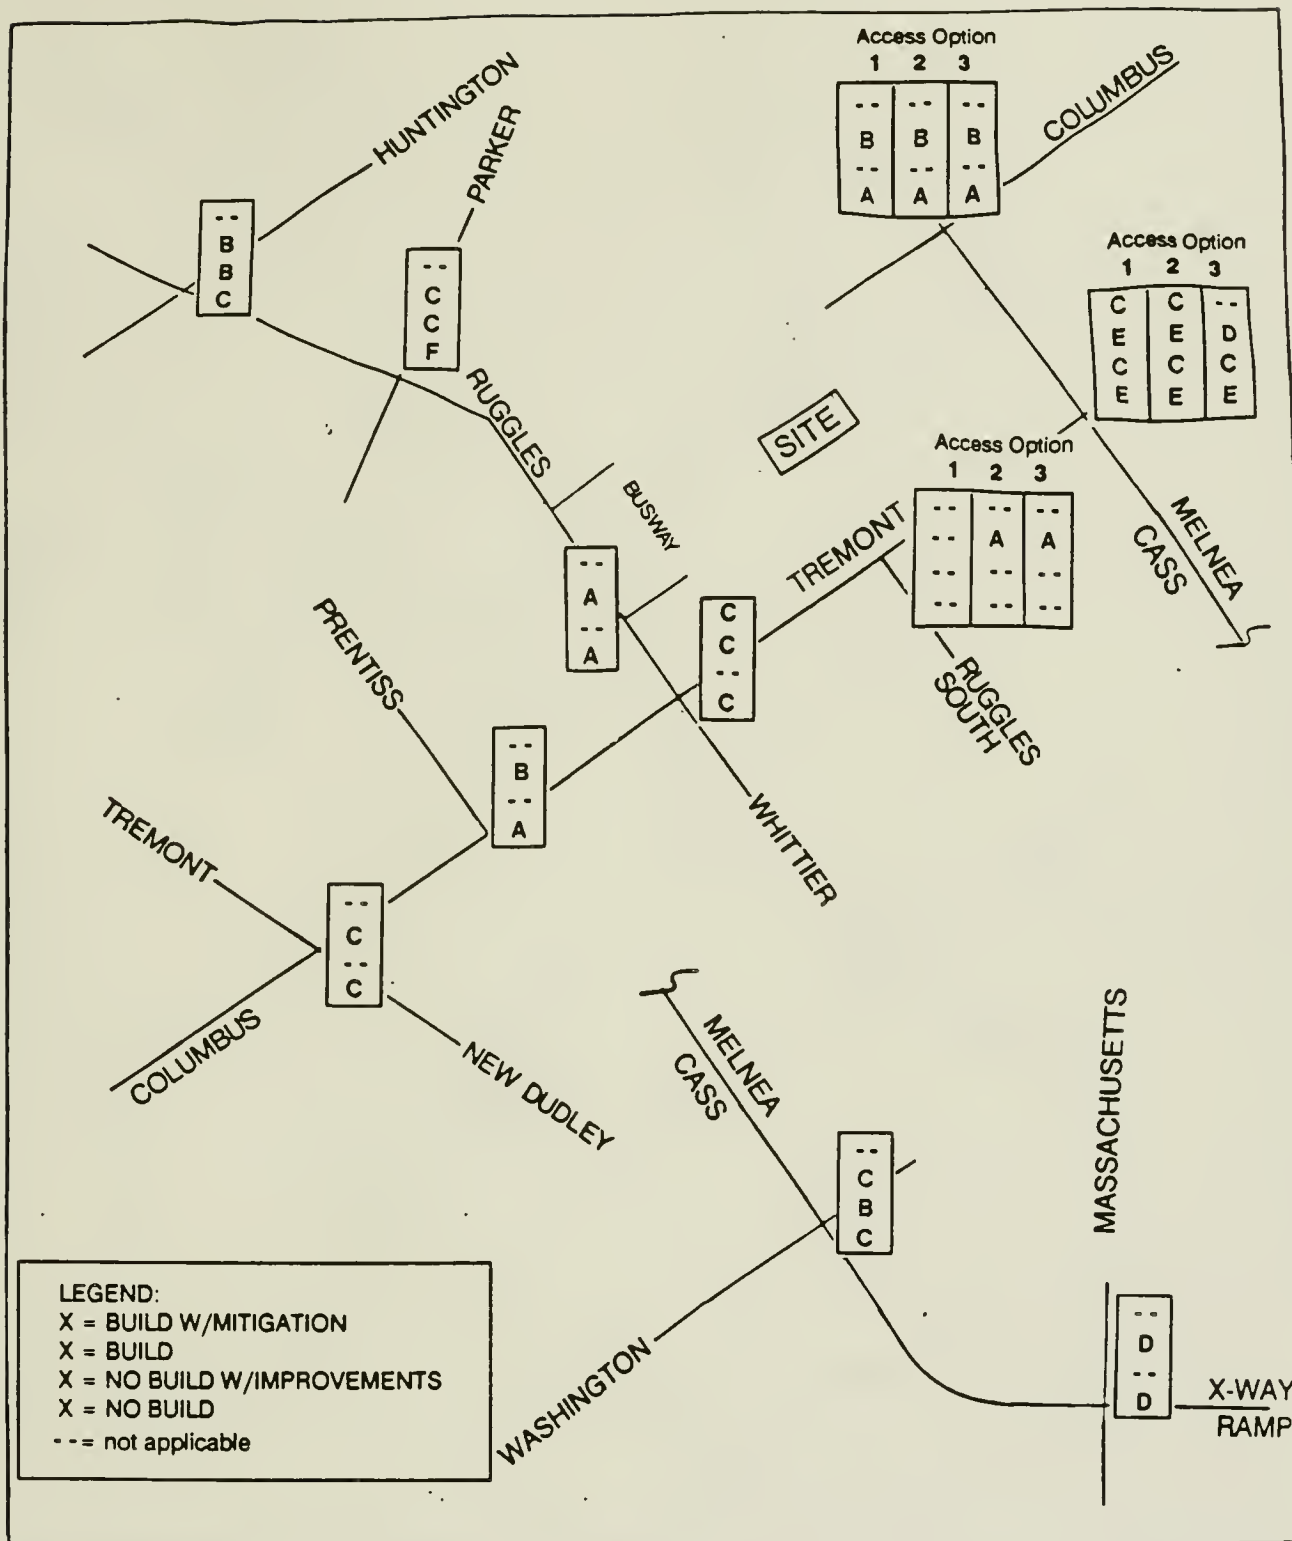 Access Option
1 2 3
-- -- --
B B B
-- -- --
A A A
COLUMBUS
HUNTINGTON
PARKER
--
B
B
C
--
C
C
F
Access Option
1 2 3
C C --
E E D
C C C
E E E
RUGGLES
SITE
BUSWAY
Access Option
1 2 3
-- -- --
-- A A
-- -- --
-- -- --
TREMONT
MELNEA
CASS
--
A
--
A
C
C
--
C
RUGGLES
SOUTH
PRENTISS
--
B
--
A
WHITTIER
TREMONT
--
C
--
C
COLUMBUS
NEW DUDLEY
MELNEA
CASS
MASSACHUSETTS
--
C
B
C
WASHINGTON
--
D
--
D
X-WAY
RAMP
LEGEND:
X = BUILD W/MITIGATION
X = BUILD
X = NO BUILD W/IMPROVEMENTS
X = NO BUILD
-- = not applicable